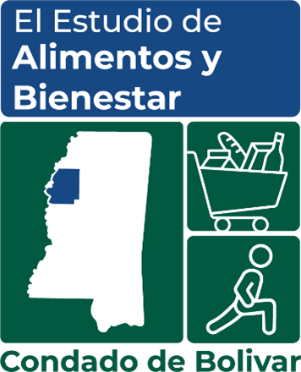 El Estudio de
Alimentos y
Bienestar
Condado de Bolivar